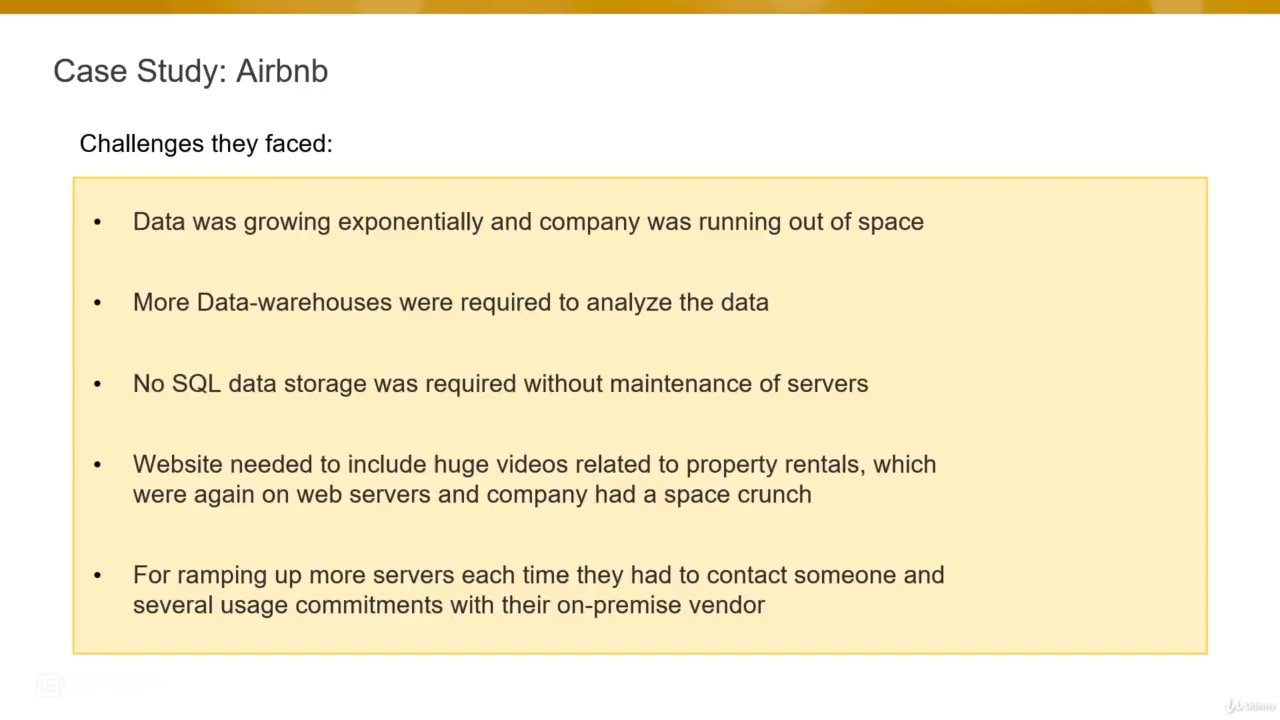 Case Study: Airbnb
Challenges they faced:
• Data was growing exponentially and company was running out of space
• More Data-warehouses were required to analyze the data
• No SQL data storage was required without maintenance of servers
• Website needed to include huge videos related to property rentals, which
were again on web servers and company had a space crunch
• For ramping up more servers each time they had to contact someone and
several usage commitments with their on-premise vendor
Udemy